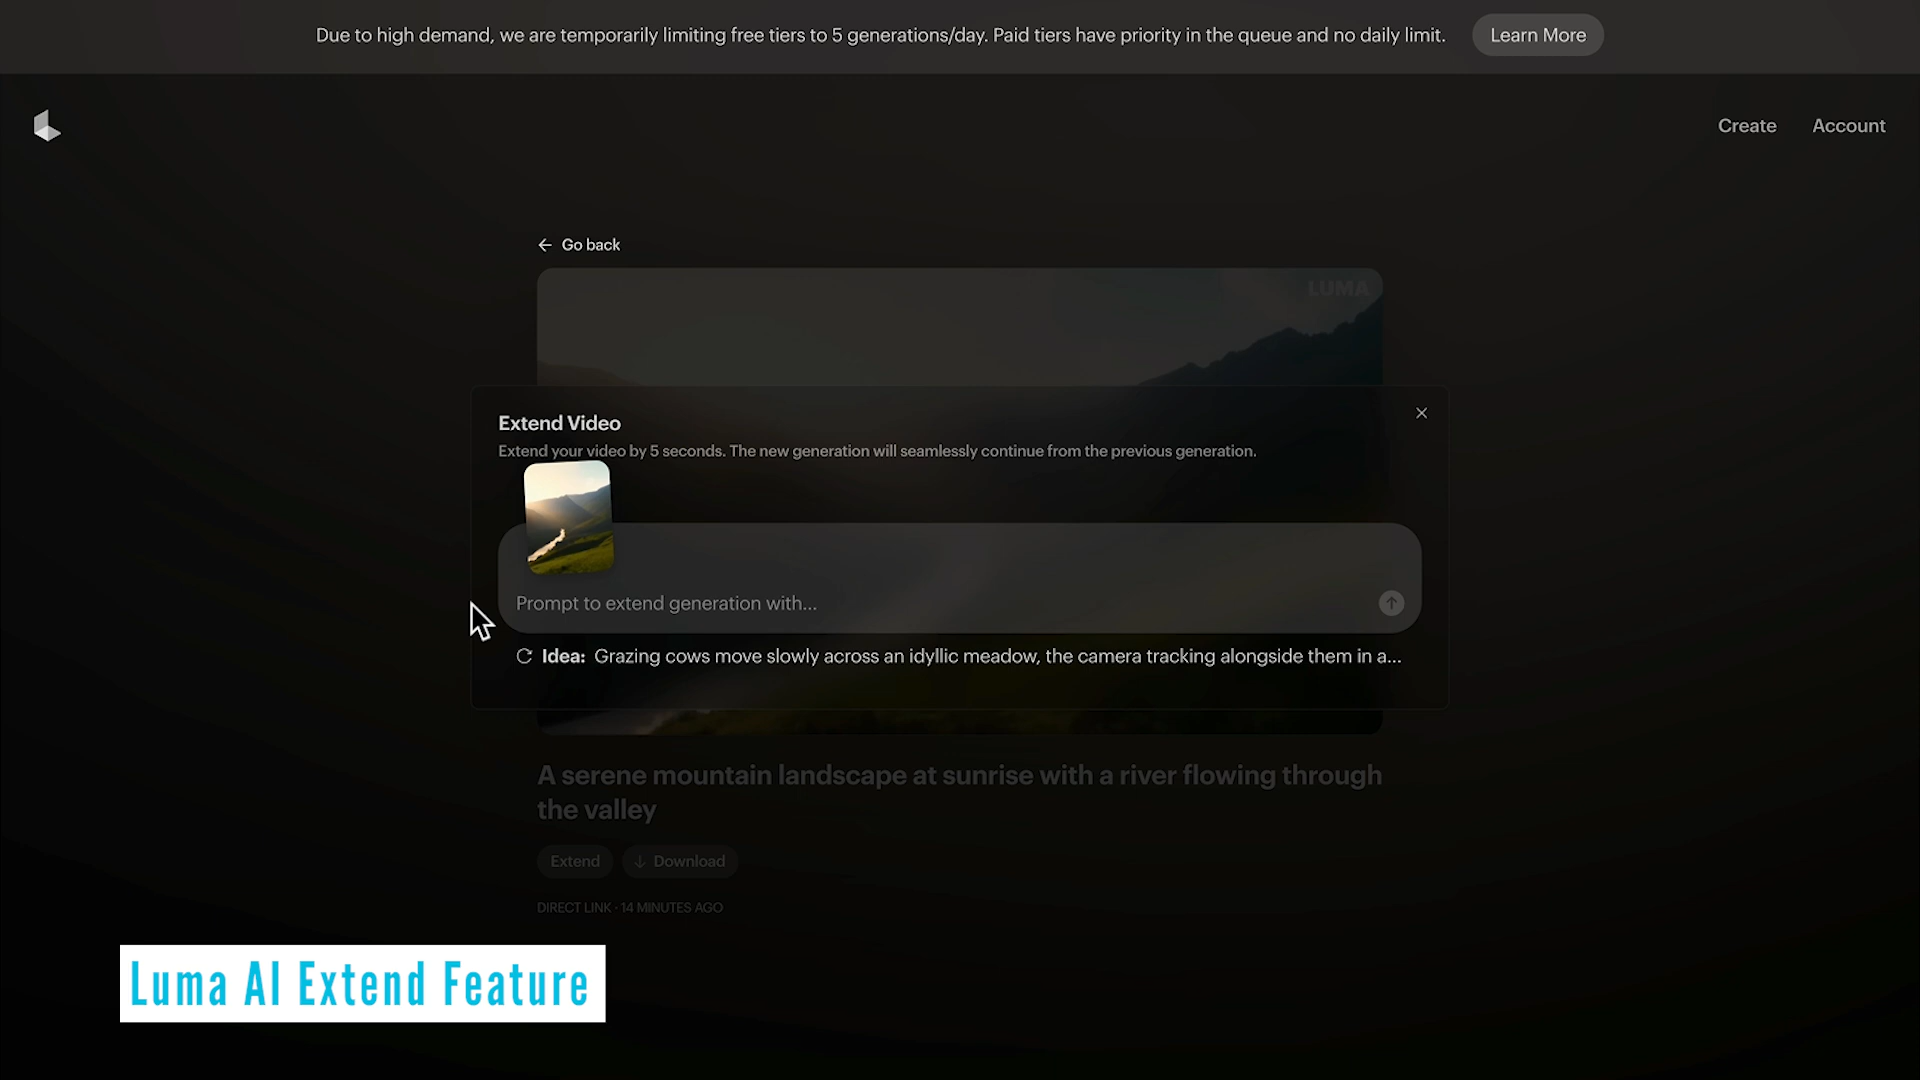 Due to high demand, we are temporarily limiting free tiers to 5 generations/day. Paid tiers have priority in the queue and no daily limit.
Learn More
Create
Account
Go back
LUMA
Extend Video
Extend your video by 5 seconds. The new generation will seamlessly continue from the previous generation.
Prompt to extend generation with...
Idea: Grazing cows move slowly across an idyllic meadow, the camera tracking alongside them in a...
A serene mountain landscape at sunrise with a river flowing through
the valley
Extend
Download
DIRECT LINK · 14 MINUTES AGO
Luma AI Extend Feature